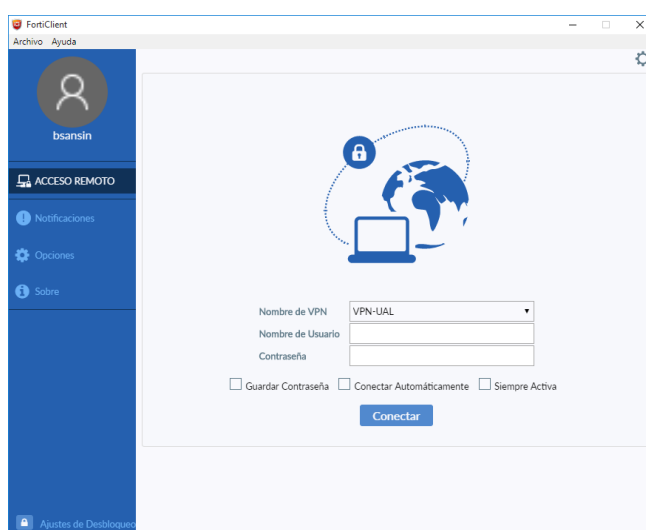 FortiClient
Archivo Ayuda
bsansin
ACCESO REMOTO
Notificaciones
Opciones
Sobre
Nombre de VPN VPN-UAL
Nombre de Usuario
Contraseña
Guardar Contraseña Conectar Automáticamente Siempre Activa
Conectar
Ajustes de Desbloqueo